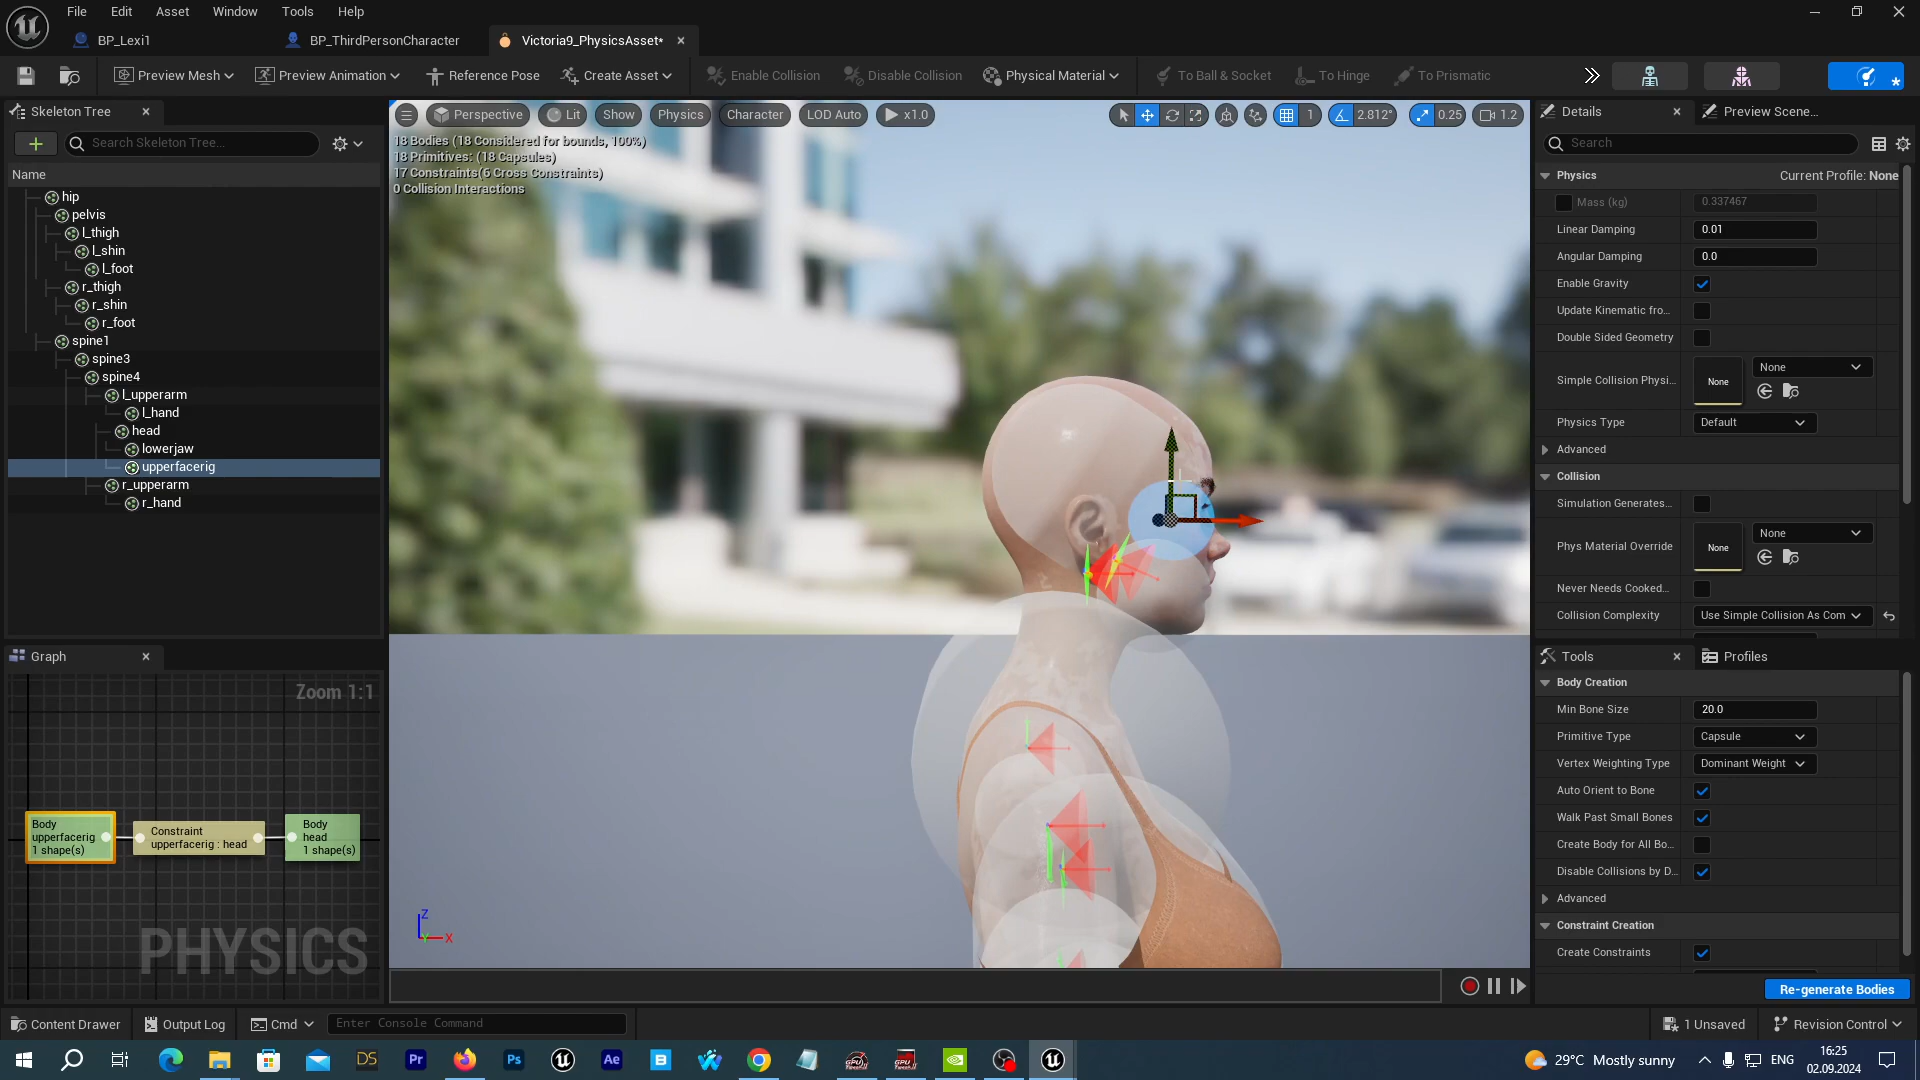 File Edit Asset Window Tools Help
BP_Lexi1
BP_ThirdPersonCharacter
Victoria9_PhysicsAsset*
Preview Mesh
Preview Animation
Reference Pose
Create Asset
Enable Collision
Disable Collision
Physical Material
To Ball & Socket
To Hinge
To Prismatic
Skeleton Tree
Search Skeleton Tree...
Name
hip
pelvis
l_thigh
l_shin
l_foot
r_thigh
r_shin
r_foot
spine1
spine3
spine4
l_upperarm
l_hand
head
lowerjaw
upperfacerig
r_upperarm
r_hand
Graph
Zoom 1:1
Body
upperfacerig
1 shape(s)
Constraint
upperfacerig : head
Body
head
1 shape(s)
PHYSICS
Perspective
Lit
Show
Physics
Character
LOD Auto
x1.0
1
2.812°
0.25
1.2
18 Bodies (18 Considered for bounds, 100%)
18 Primitives: (18 Capsules)
17 Constraints(6 Cross Constraints)
0 Collision Interactions
Z
Y
X
Details
Preview Scene...
Search
Physics
Current Profile: None
Mass (kg) 0.337467
Linear Damping 0.01
Angular Damping 0.0
Enable Gravity
Update Kinematic fro...
Double Sided Geometry
Simple Collision Physi... None None
Physics Type Default
Advanced
Collision
Simulation Generates...
Phys Material Override None None
Never Needs Cooked...
Collision Complexity Use Simple Collision As Com
Tools
Profiles
Body Creation
Min Bone Size 20.0
Primitive Type Capsule
Vertex Weighting Type Dominant Weight
Auto Orient to Bone
Walk Past Small Bones
Create Body for All Bo...
Disable Collisions by D...
Advanced
Constraint Creation
Create Constraints
Re-generate Bodies
Content Drawer
Output Log
Cmd
Enter Console Command
1 Unsaved
Revision Control
DS
Pr
Ps
Ae
29°C Mostly sunny
ENG
16:25
02.09.2024